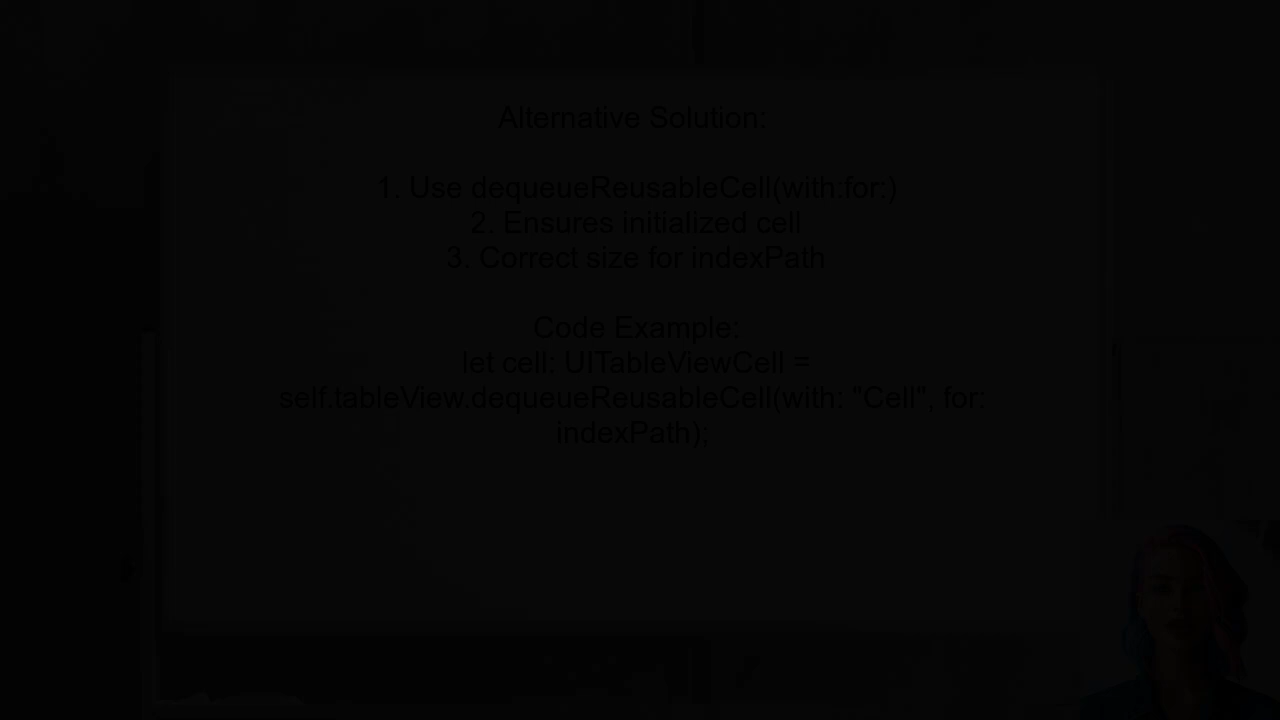 Alternative Solution:
1. Use dequeueReusableCell(with:for:)
2. Ensures initialized cell
3. Correct size for indexPath
Code Example:
let cell: UITableViewCell =
self.tableView.dequeueReusableCell(with: "Cell", for:
indexPath);